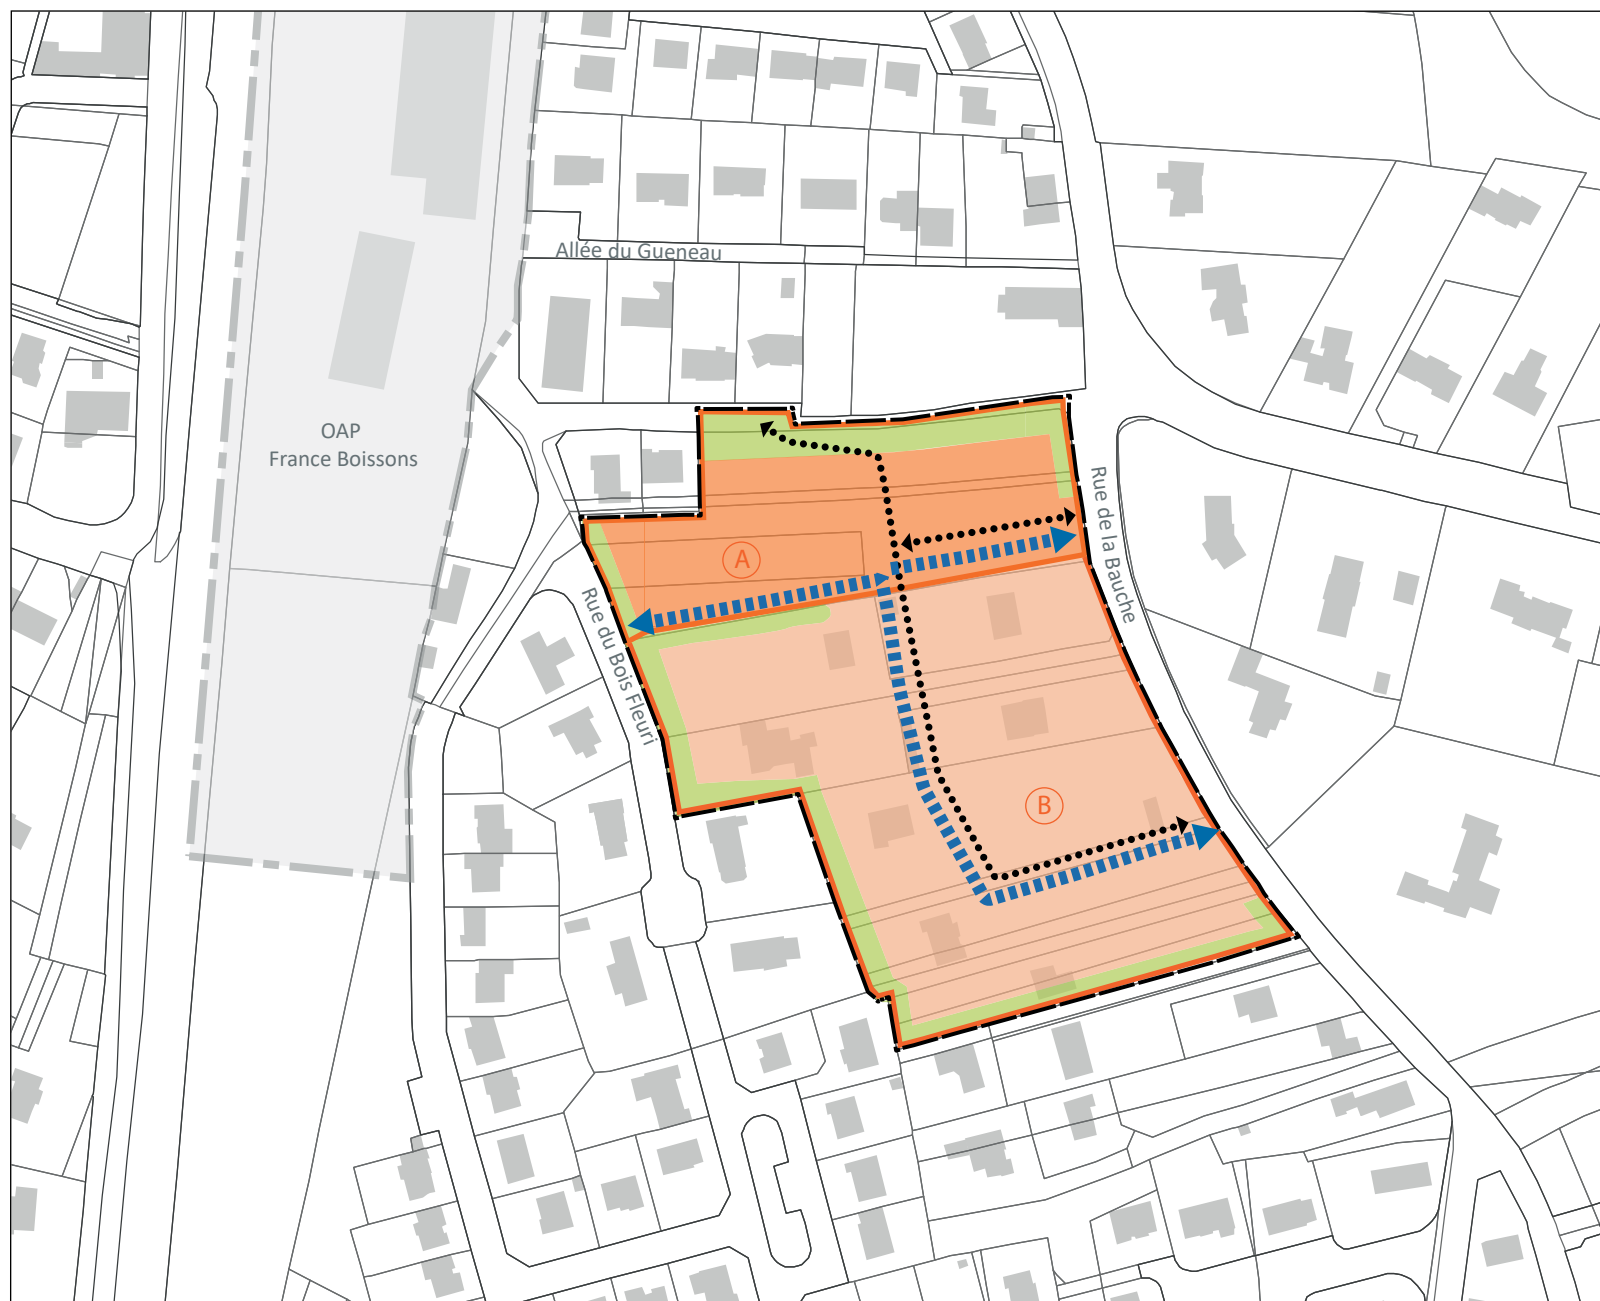 Allée du Gueneau
OAP
France Boissons
Rue de la Bauche
A
Rue du Bois Fleuri
B